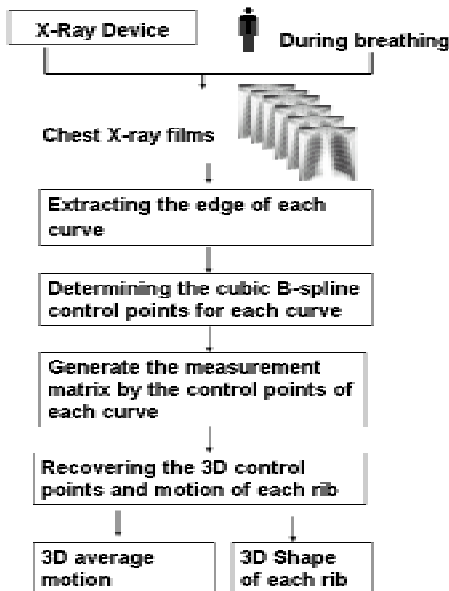 X-Ray Device
During breathing
Chest X-ray films
Extracting the edge of each
curve
Determining the cubic B-spline
control points for each curve
Generate the measurement
matrix by the control points of
each curve
Recovering the 3D control
points and motion of each rib
3D average
motion
3D Shape
of each rib